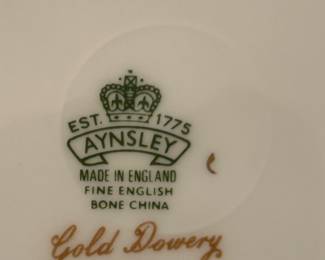 EST. 1775
AYNSLEY
MADE IN ENGLAND
FINE ENGLISH
BONE CHINA
Gold Dowery